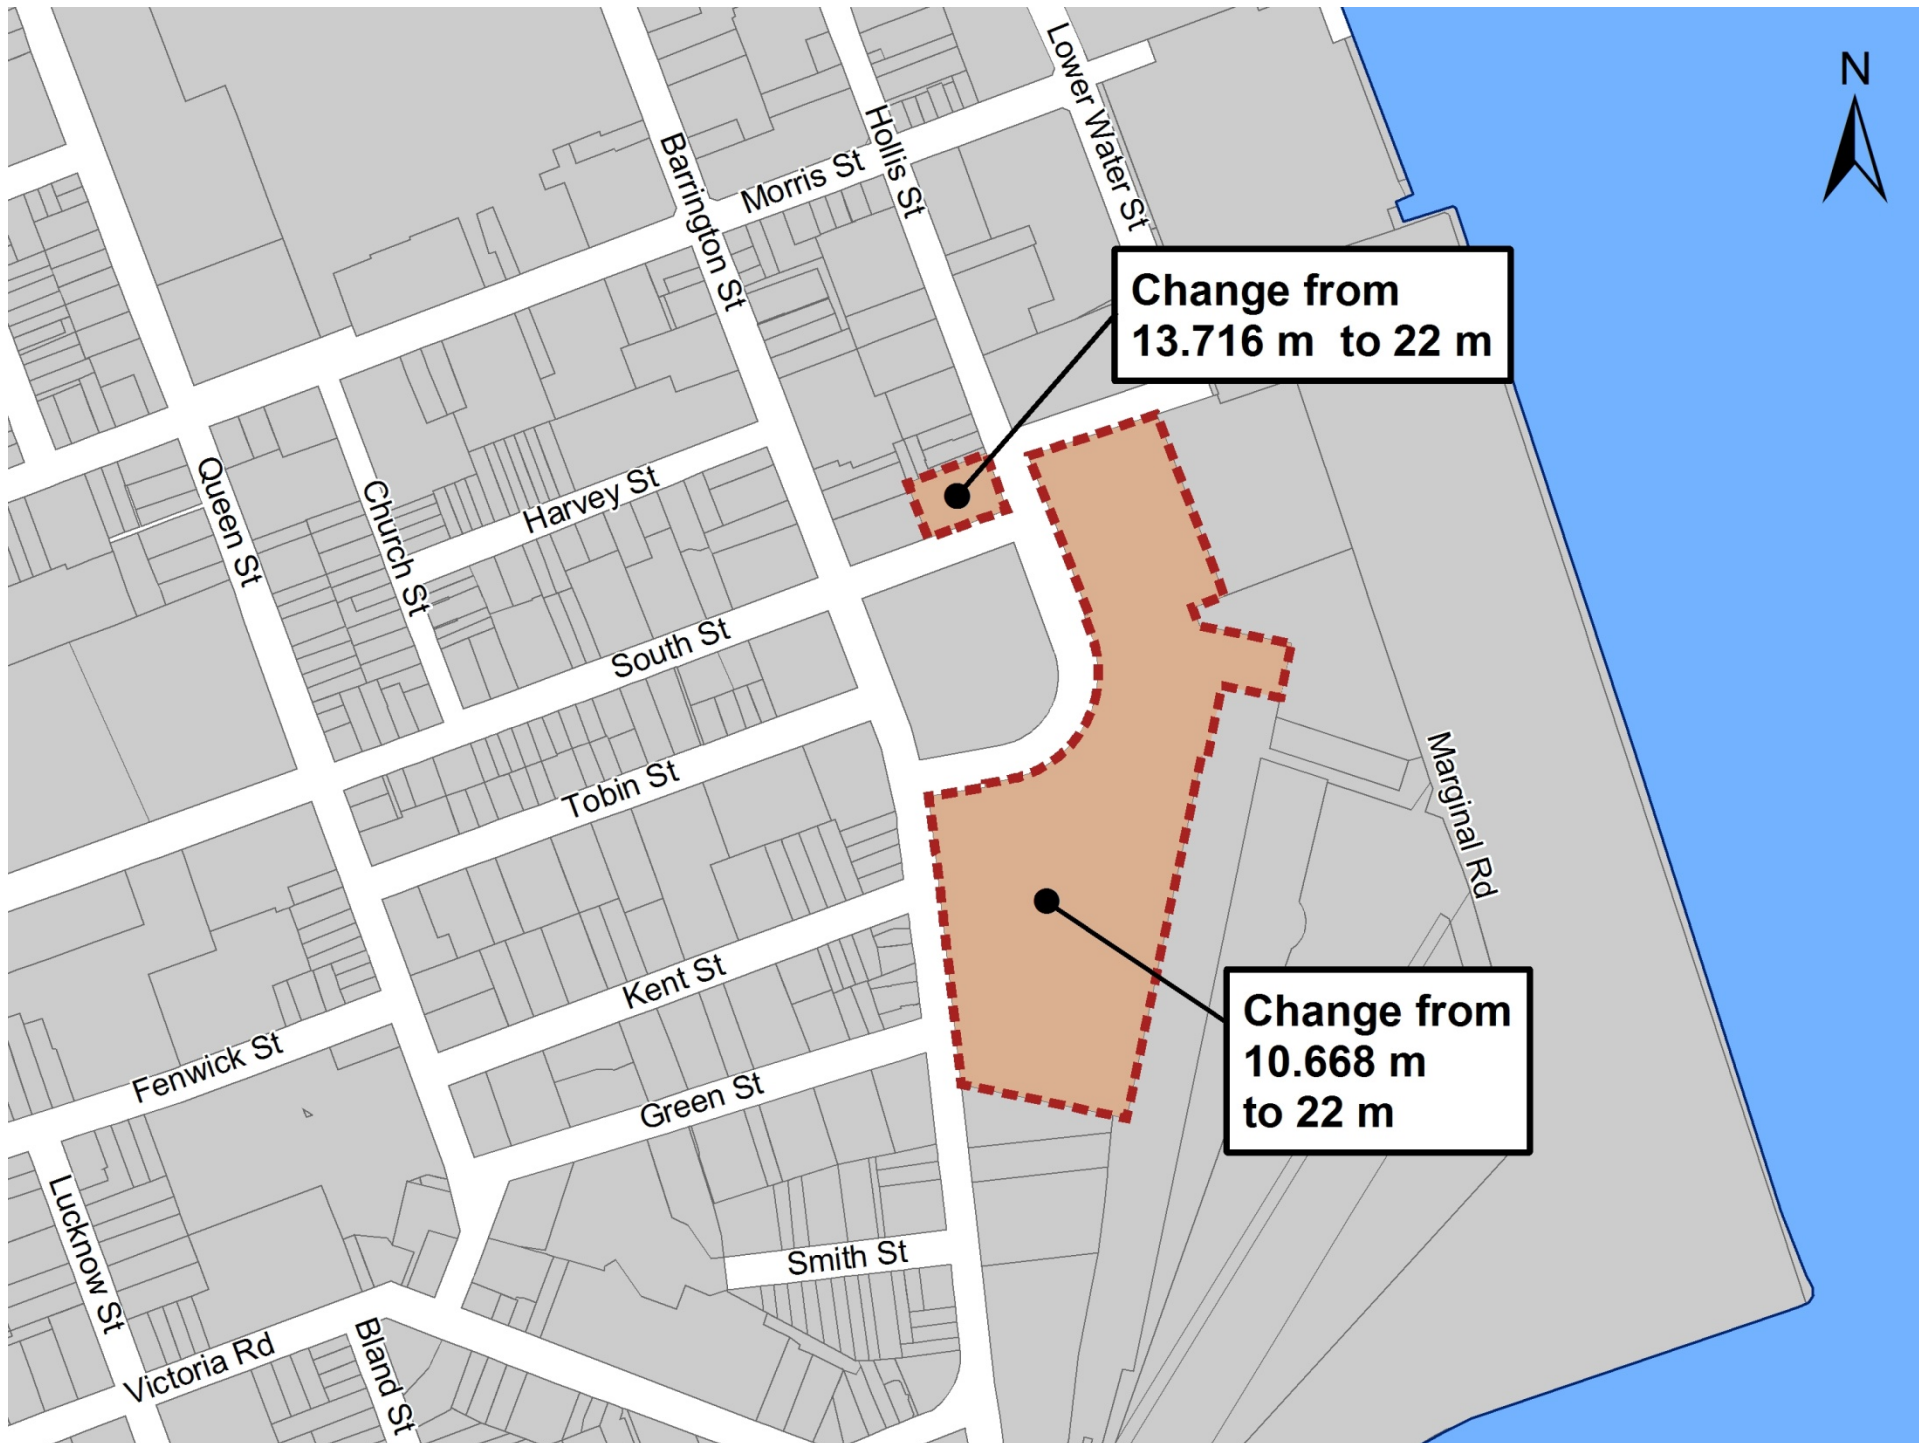 N
Lower Water St
Hollis St
Barrington St
Morris St
Change from
13.716 m  to 22 m
Queen St
Church St
Harvey St
South St
Tobin St
Marginal Rd
Kent St
Change from
10.668 m
to 22 m
Fenwick St
Green St
Lucknow St
Smith St
Victoria Rd
Bland St